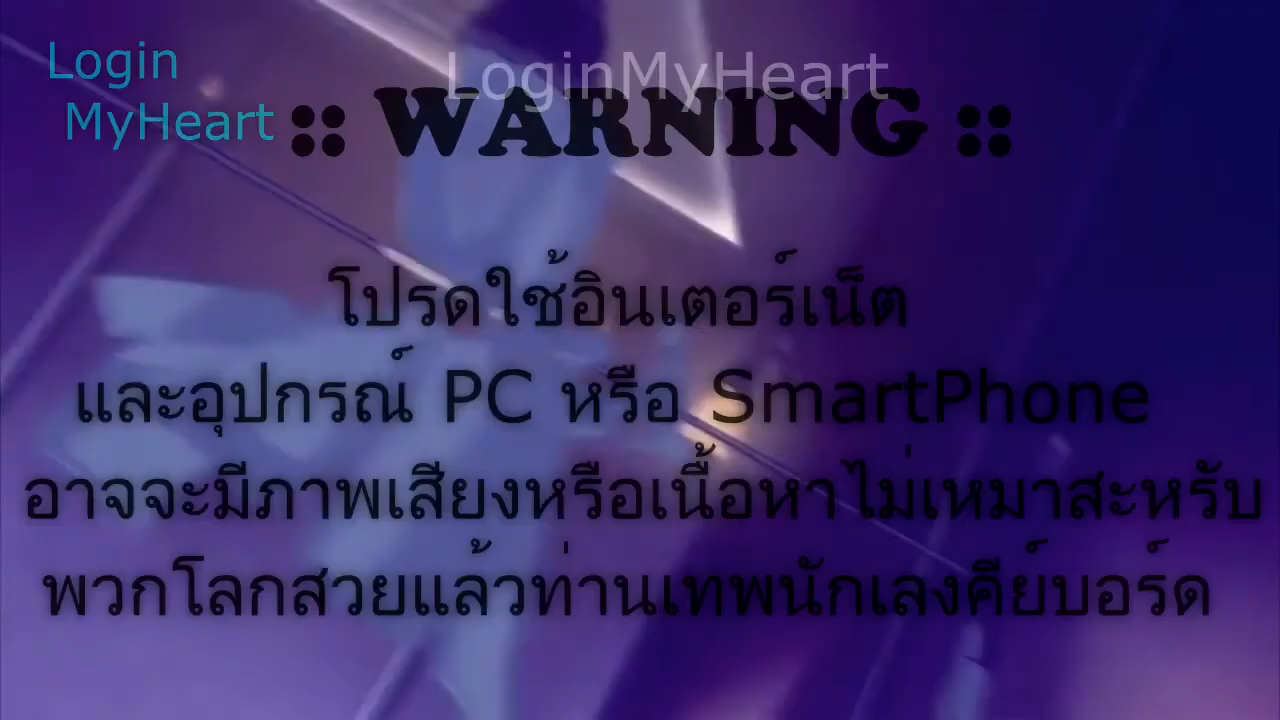 Login
MyHeart
LoginMyHeart
:: WARNING ::
โปรดใช้อินเตอร์เน็ต
และอุปกรณ์ PC หรือ SmartPhone
อาจจะมีภาพเสียงหรือเนื้อหาไม่เหมาสะหรับ
พวกโลกสวยแล้วท่านเทพนักเลงคีย์บอร์ด